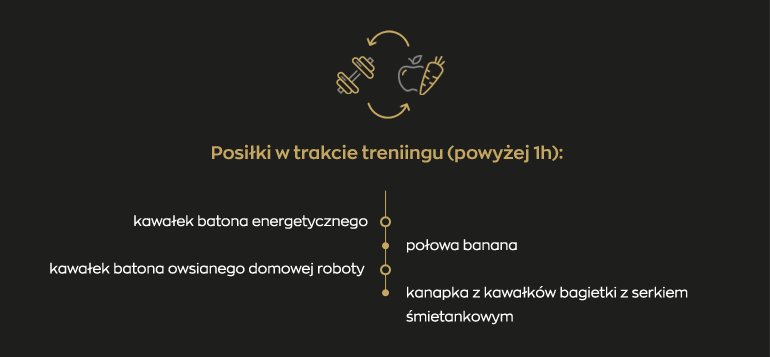 Posiłki w trakcie treniingu (powyżej 1h):
kawałek batona energetycznego
połowa banana
kawałek batona owsianego domowej roboty
kanapka z kawałków bagietki z serkiem
śmietankowym